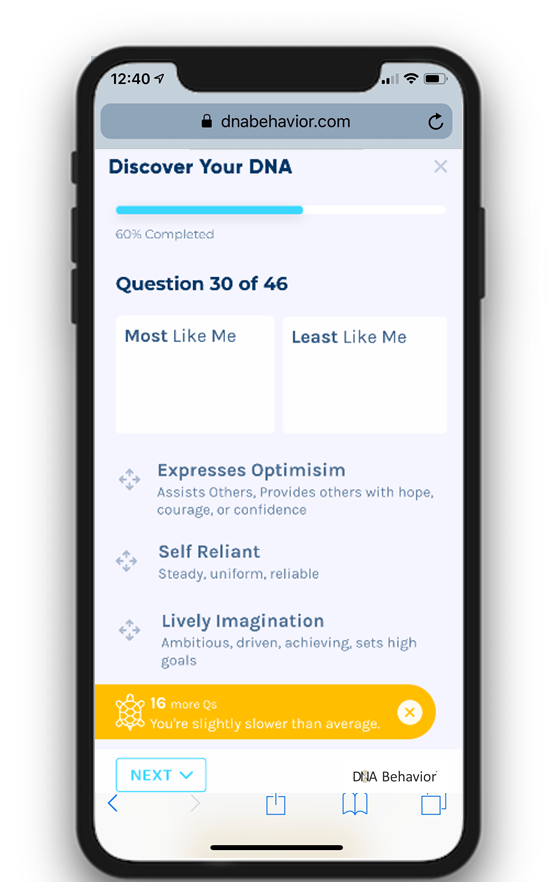 12:40
dnabehavior.com
Discover Your DNA
60% Completed
Question 30 of 46
Most Like Me
Least Like Me
Expresses Optimisim
Assists Others, Provides others with hope,
courage, or confidence
Self Reliant
Steady, uniform, reliable
Lively Imagination
Ambitious, driven, achieving, sets high
goals
16 more Qs
You're slightly slower than average.
NEXT
DNA Behavior